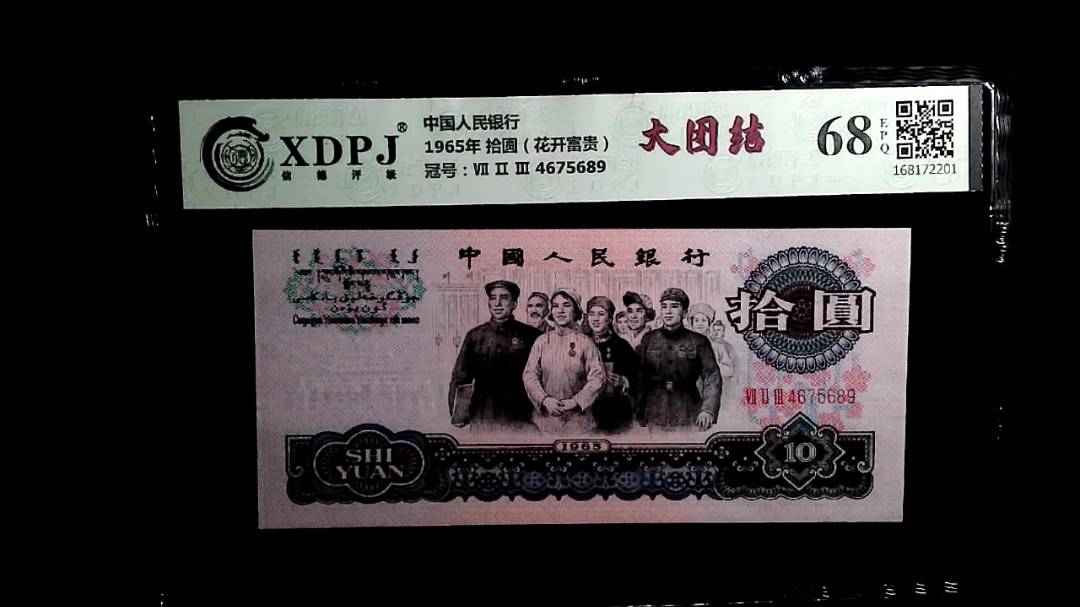 XDPJ®
信德评级
中国人民银行
1965年 拾圆（花开富贵）
冠号：Ⅶ Ⅱ Ⅲ 4675689
大团结
68
EPQ
168172201
中國人民銀行
拾圓
Ⅶ Ⅱ Ⅲ 4675689
1965
SHI
YUAN
10